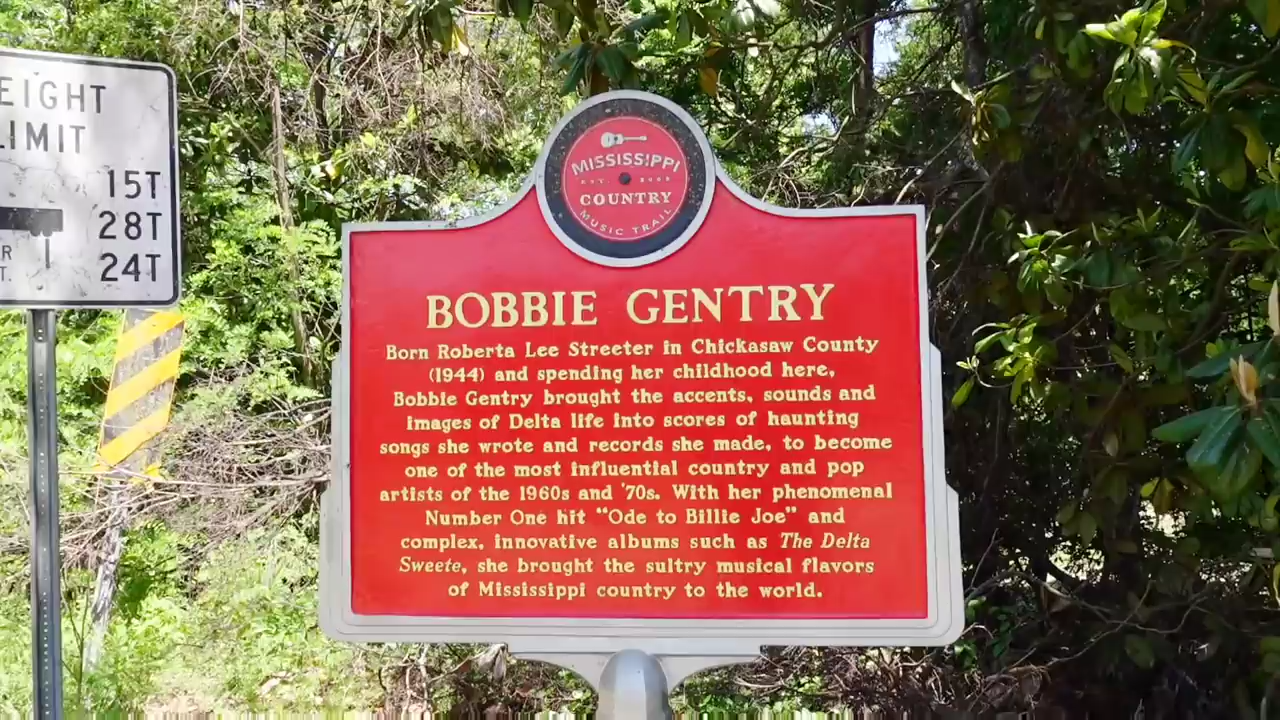 EIGHT
LIMIT
15T
28T
24T
R
T.
MISSISSIPPI
EST.
COUNTRY
MUSIC TRAIL
BOBBIE GENTRY
Born Roberta Lee Streeter in Chickasaw County
(1944) and spending her childhood here,
Bobbie Gentry brought the accents, sounds and
images of Delta life into scores of haunting
songs she wrote and records she made, to become
one of the most influential country and pop
artists of the 1960s and '70s. With her phenomenal
Number One hit "Ode to Billie Joe" and
complex, innovative albums such as The Delta
Sweete, she brought the sultry musical flavors
of Mississippi country to the world.